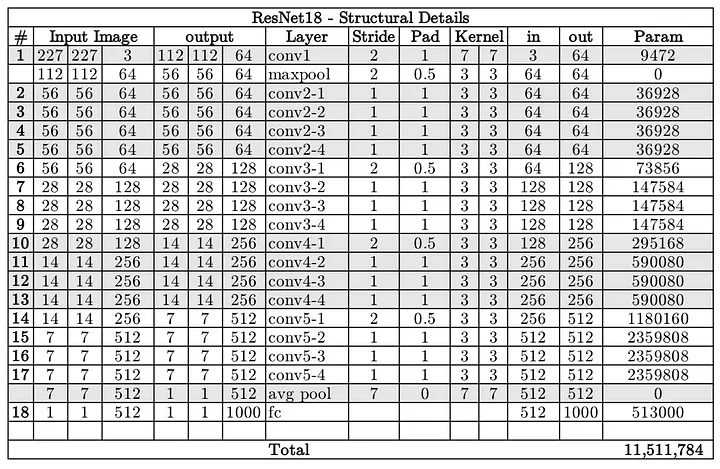 ResNet18 - Structural Details
# Input Image output Layer Stride Pad Kernel in out Param
1 227 227 3 112 112 64 conv1 2 1 7 7 3 64 9472
112 112 64 56 56 64 maxpool 2 0.5 3 3 64 64 0
2 56 56 64 56 56 64 conv2-1 1 1 3 3 64 64 36928
3 56 56 64 56 56 64 conv2-2 1 1 3 3 64 64 36928
4 56 56 64 56 56 64 conv2-3 1 1 3 3 64 64 36928
5 56 56 64 56 56 64 conv2-4 1 1 3 3 64 64 36928
6 56 56 64 28 28 128 conv3-1 2 0.5 3 3 64 128 73856
7 28 28 128 28 28 128 conv3-2 1 1 3 3 128 128 147584
8 28 28 128 28 28 128 conv3-3 1 1 3 3 128 128 147584
9 28 28 128 28 28 128 conv3-4 1 1 3 3 128 128 147584
10 28 28 128 14 14 256 conv4-1 2 0.5 3 3 128 256 295168
11 14 14 256 14 14 256 conv4-2 1 1 3 3 256 256 590080
12 14 14 256 14 14 256 conv4-3 1 1 3 3 256 256 590080
13 14 14 256 14 14 256 conv4-4 1 1 3 3 256 256 590080
14 14 14 256 7 7 512 conv5-1 2 0.5 3 3 256 512 1180160
15 7 7 512 7 7 512 conv5-2 1 1 3 3 512 512 2359808
16 7 7 512 7 7 512 conv5-3 1 1 3 3 512 512 2359808
17 7 7 512 7 7 512 conv5-4 1 1 3 3 512 512 2359808
7 7 512 1 1 512 avg pool 7 0 7 7 512 512 0
18 1 1 512 1 1 1000 fc 512 1000 513000
Total 11,511,784